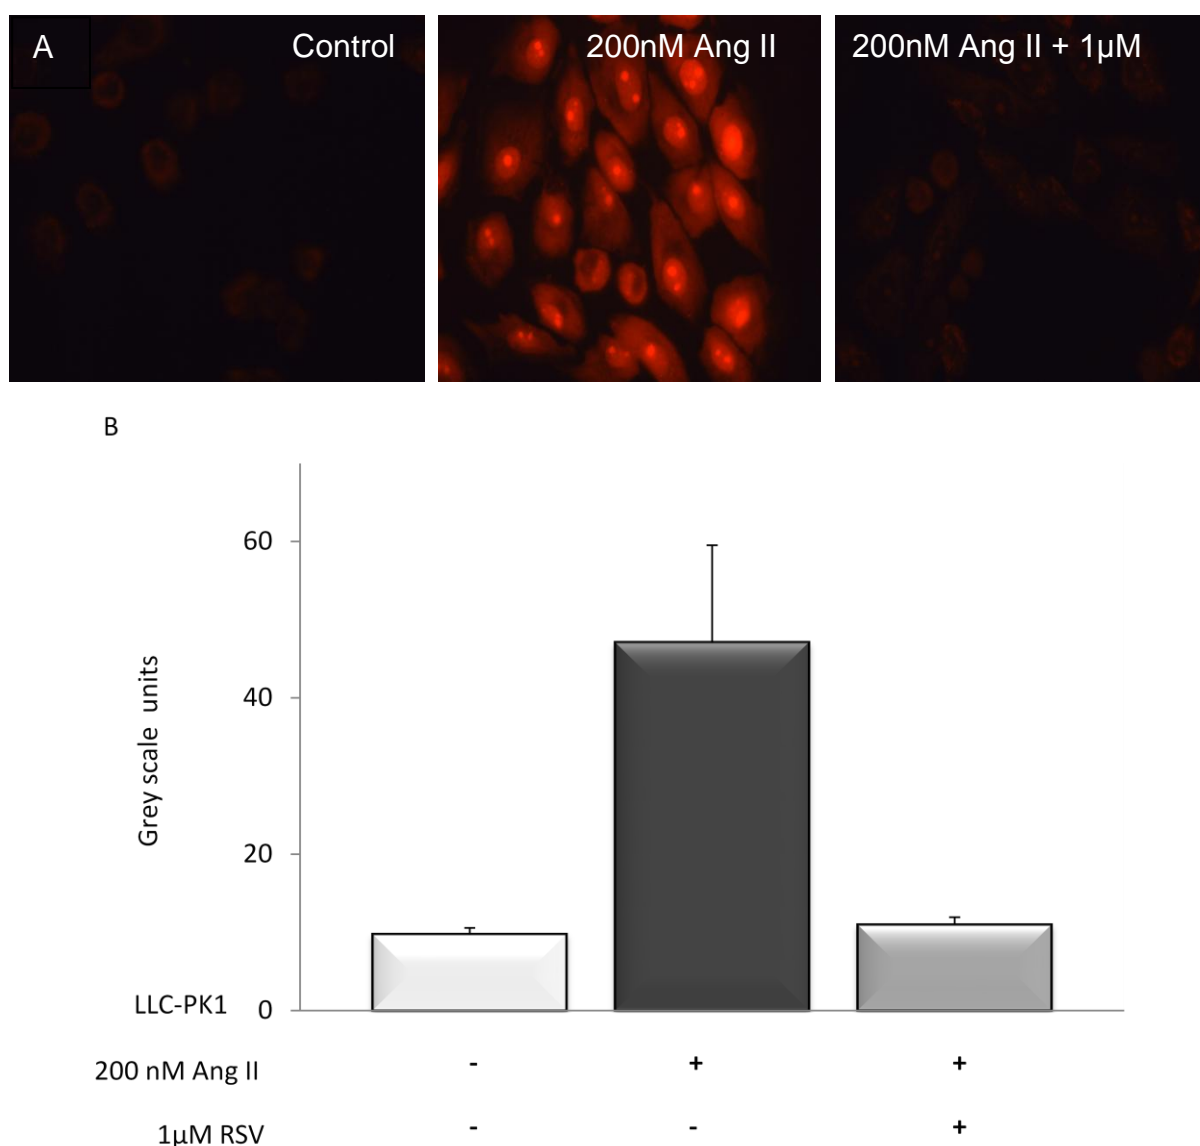 A
Control
200nM Ang II
200nM Ang II + 1µM
B
60
40
20
0
Grey scale units
LLC-PK1
200 nM Ang II - + +
1µM RSV - - +